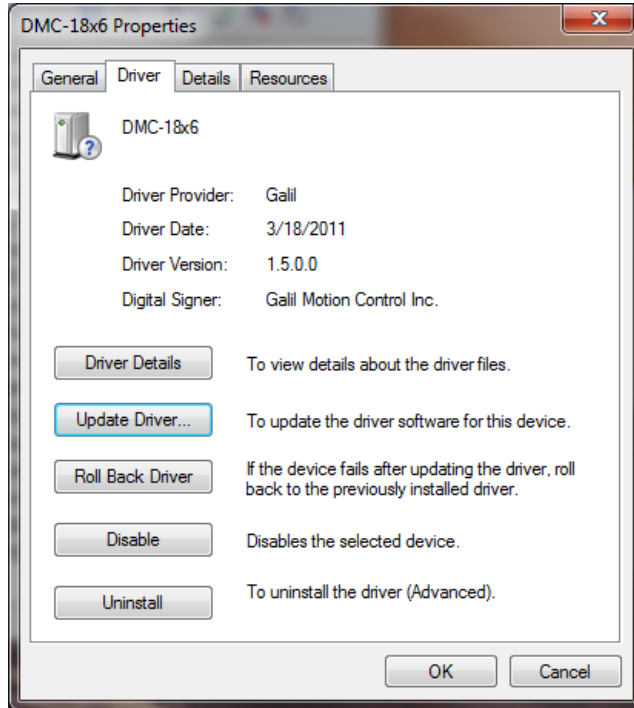 DMC-18x6 Properties
General Driver Details Resources
DMC-18x6
Driver Provider: Galil
Driver Date: 3/18/2011
Driver Version: 1.5.0.0
Digital Signer: Galil Motion Control Inc.
Driver Details To view details about the driver files.
Update Driver... To update the driver software for this device.
Roll Back Driver If the device fails after updating the driver, roll
back to the previously installed driver.
Disable Disables the selected device.
Uninstall To uninstall the driver (Advanced).
OK Cancel